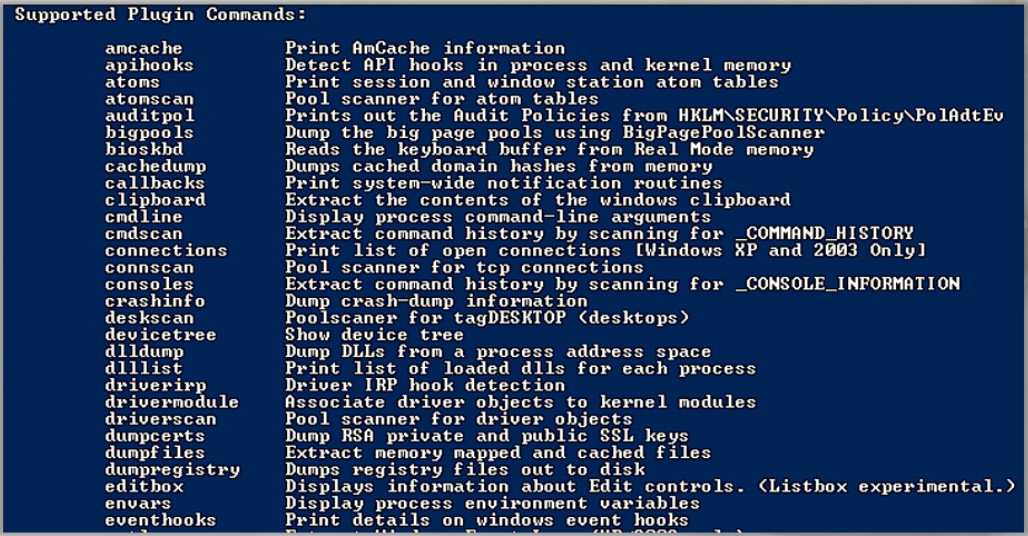 Supported Plugin Commands:
amcache Print AmCache information
apihooks Detect API hooks in process and kernel memory
atoms Print session and window station atom tables
atomscan Pool scanner for atom tables
auditpol Prints out the Audit Policies from HKLM\SECURITY\Policy\PolAdtEv
bigpools Dump the big page pools using BigPagePoolScanner
bioskbd Reads the keyboard buffer from Real Mode memory
cachedump Dumps cached domain hashes from memory
callbacks Print system-wide notification routines
clipboard Extract the contents of the windows clipboard
cmdline Display process command-line arguments
cmdscan Extract command history by scanning for _COMMAND_HISTORY
connections Print list of open connections [Windows XP and 2003 Only]
connscan Pool scanner for tcp connections
consoles Extract command history by scanning for _CONSOLE_INFORMATION
crashinfo Dump crash-dump information
deskscan Poolscaner for tagDESKTOP (desktops)
devicetree Show device tree
dlldump Dump DLLs from a process address space
dlllist Print list of loaded dlls for each process
driverirp Driver IRP hook detection
drivermodule Associate driver objects to kernel modules
driverscan Pool scanner for driver objects
dumpcerts Dump RSA private and public SSL keys
dumpfiles Extract memory mapped and cached files
dumpregistry Dumps registry files out to disk
editbox Displays information about Edit controls. (Listbox experimental.)
envars Display process environment variables
eventhooks Print details on windows event hooks